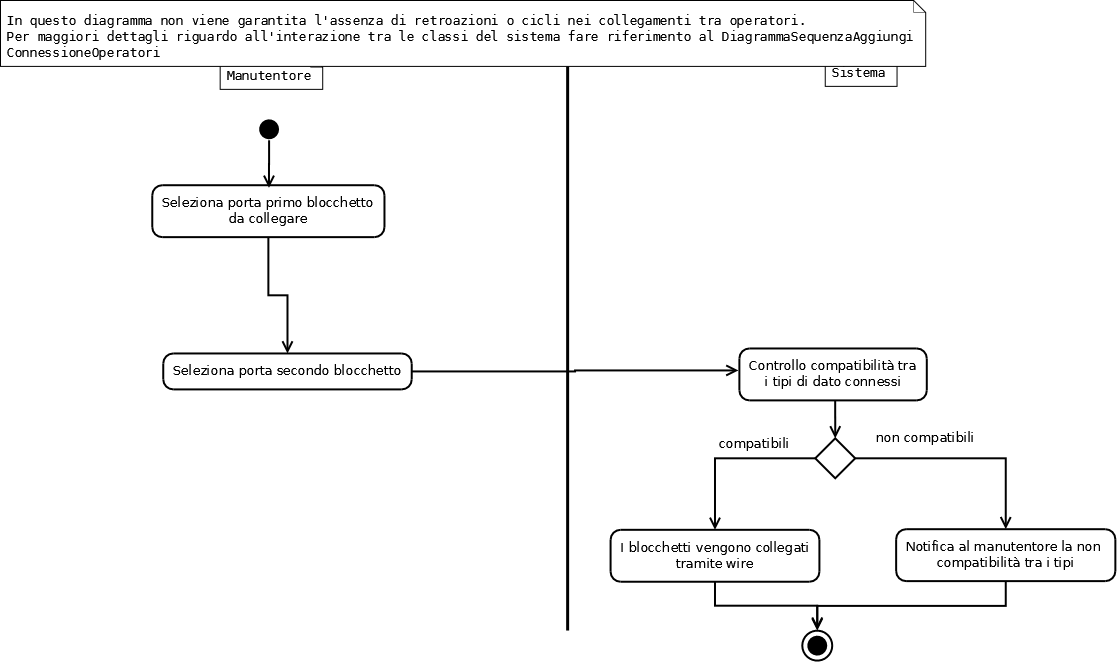 In questo diagramma non viene garantita l'assenza di retroazioni o cicli nei collegamenti tra operatori.
Per maggiori dettagli riguardo all'interazione tra le classi del sistema fare riferimento al DiagrammaSequenzaAggiungi
ConnessioneOperatori
Manutentore
Sistema
Seleziona porta primo blocchetto
da collegare
Seleziona porta secondo blocchetto
Controllo compatibilità tra
i tipi di dato connessi
compatibili
non compatibili
I blocchetti vengono collegati
tramite wire
Notifica al manutentore la non
compatibilità tra i tipi